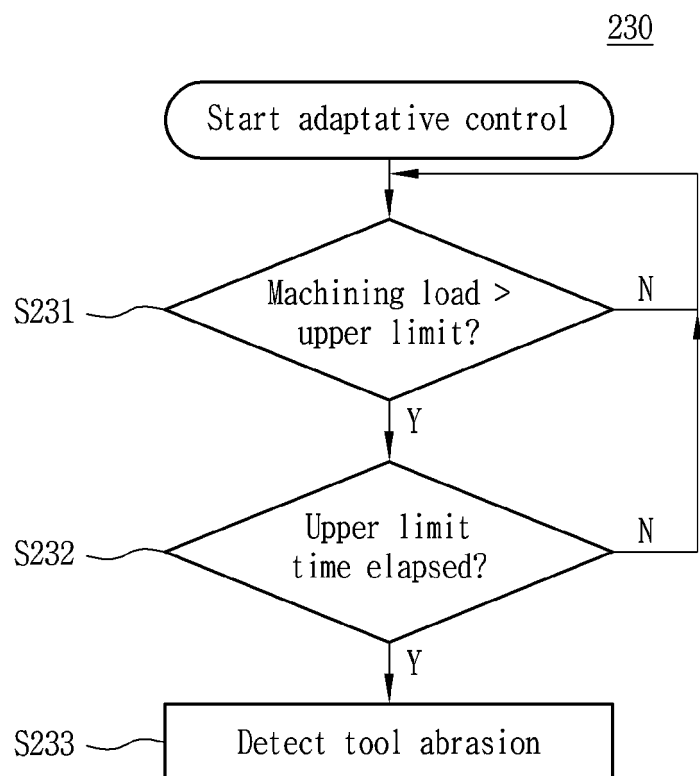 230
Start adaptative control
S231
Machining load >
upper limit?
N
Y
S232
Upper limit
time elapsed?
N
Y
S233
Detect tool abrasion